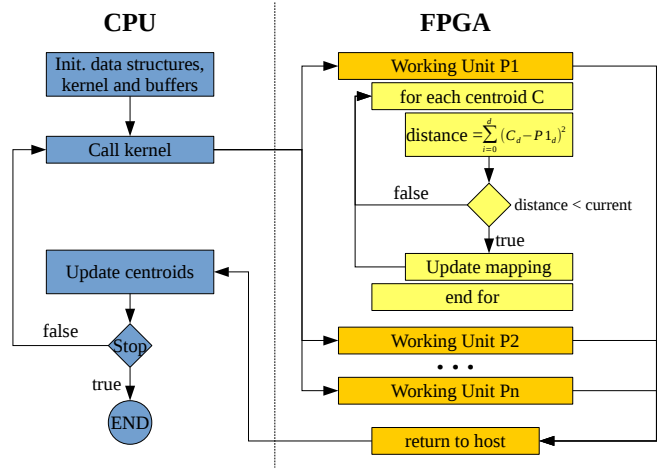 CPU
Init. data structures,
kernel and buffers
Call kernel
Update centroids
false
Stop
true
END
FPGA
Working Unit P1
for each centroid C
distance = ∑_{i=0}^{d} (C_d − P 1_d)^2
false
distance < current
true
Update mapping
end for
Working Unit P2
• • •
Working Unit Pn
return to host